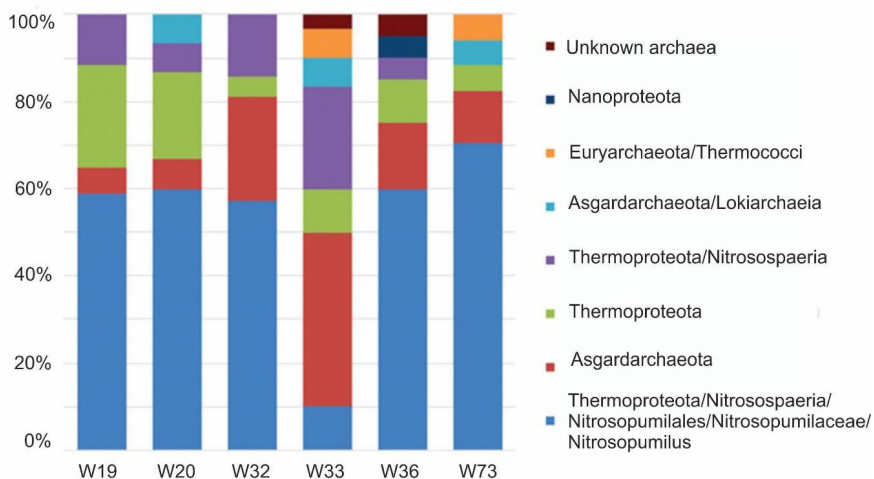 100%
80%
60%
40%
20%
0%
W19 W20 W32 W33 W36 W73
Unknown archaea
Nanoproteota
Euryarchaeota/Thermococci
Asgardarchaeota/Lokiarchaeia
Thermoproteota/Nitrosospaeria
Thermoproteota
Asgardarchaeota
Thermoproteota/Nitrosospaeria/
Nitrosopumilales/Nitrosopumilaceae/
Nitrosopumilus